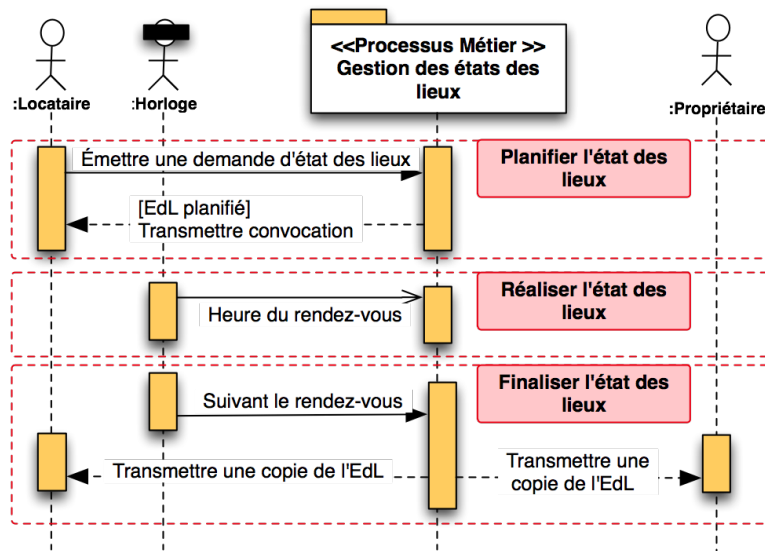 <<Processus Métier >>
Gestion des états des
lieux
:Locataire
:Horloge
:Propriétaire
Émettre une demande d'état des lieux
Planifier l'état des
lieux
[EdL planifié]
Transmettre convocation
Réaliser l'état des
lieux
Heure du rendez-vous
Finaliser l'état des
lieux
Suivant le rendez-vous
Transmettre une copie de l'EdL
Transmettre une
copie de l'EdL